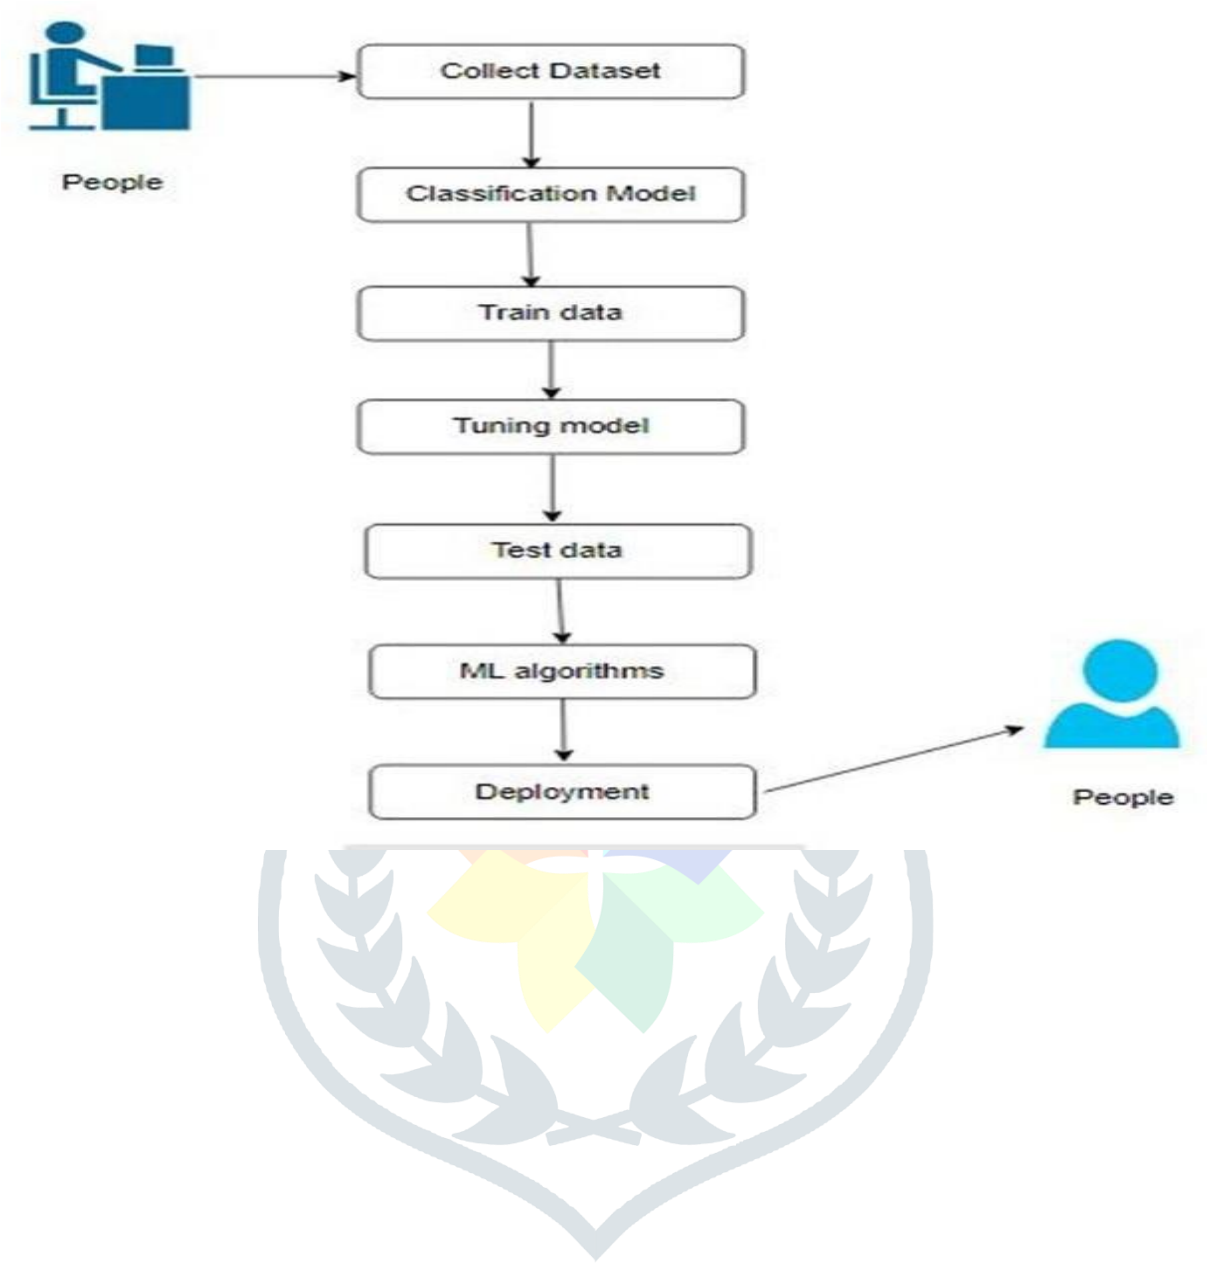 Collect Dataset
People
Classification Model
Train data
Tuning model
Test data
ML algorithms
Deployment
People